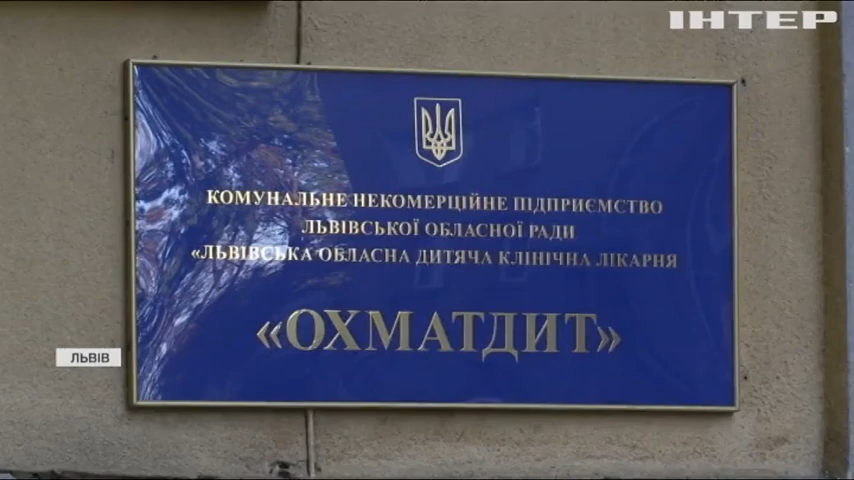 ІНТЕР
КОМУНАЛЬНЕ НЕКОМЕРЦІЙНЕ ПІДПРИЄМСТВО
ЛЬВІВСЬКОЇ ОБЛАСНОЇ РАДИ
«ЛЬВІВСЬКА ОБЛАСНА ДИТЯЧА КЛІНІЧНА ЛІКАРНЯ
«ОХМАТДИТ»
ЛЬВІВ